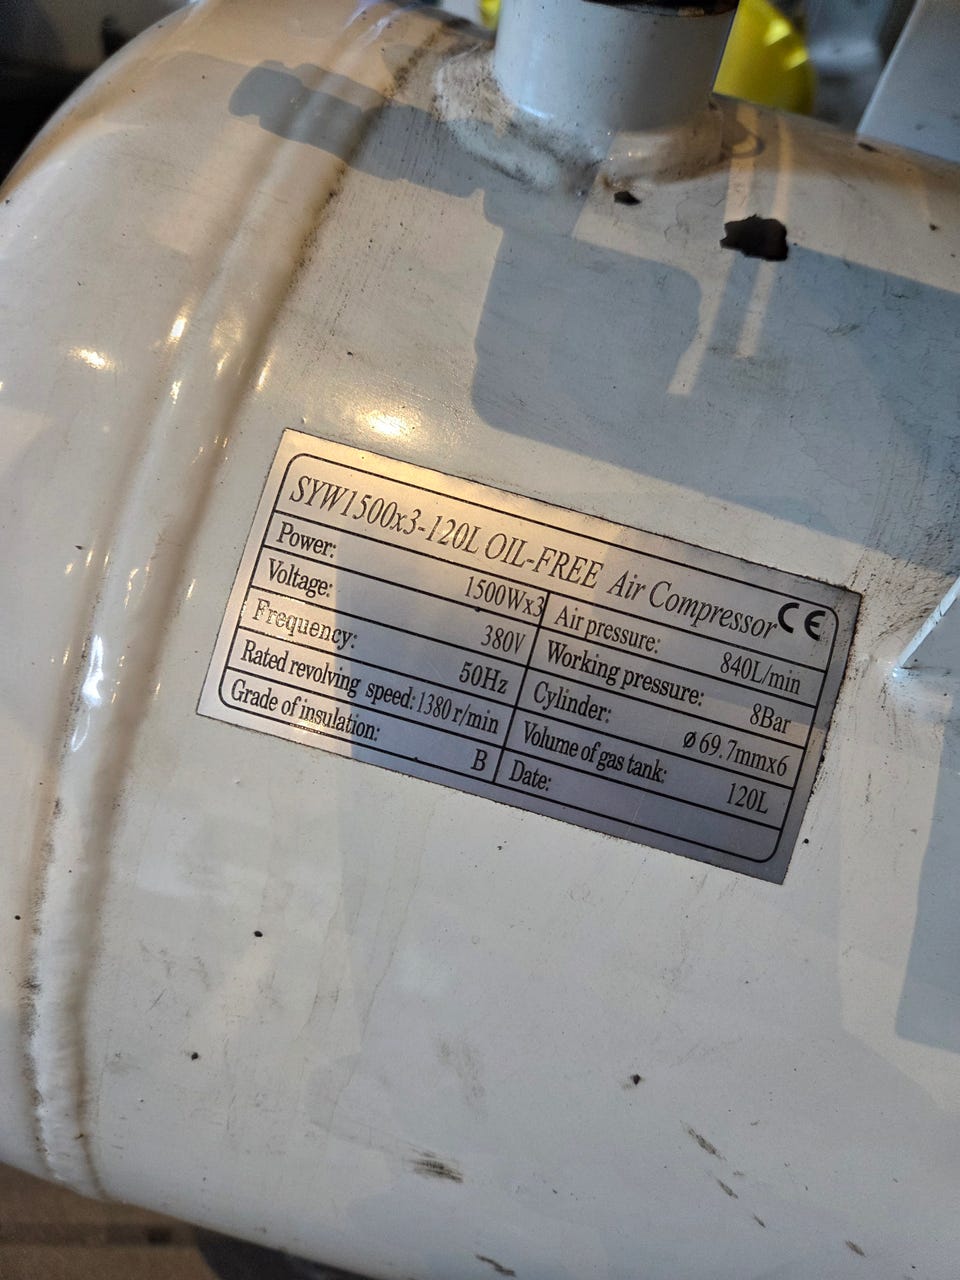 SYW1500x3-120L OIL-FREE Air Compressor CE
Power: 1500Wx3
Voltage: 380V
Frequency: 50Hz
Rated revolving speed: 1380 r/min
Grade of insulation: B
Air pressure: 840L/min
Working pressure: 8Bar
Cylinder: ø69.7mmx6
Volume of gas tank: 120L
Date: